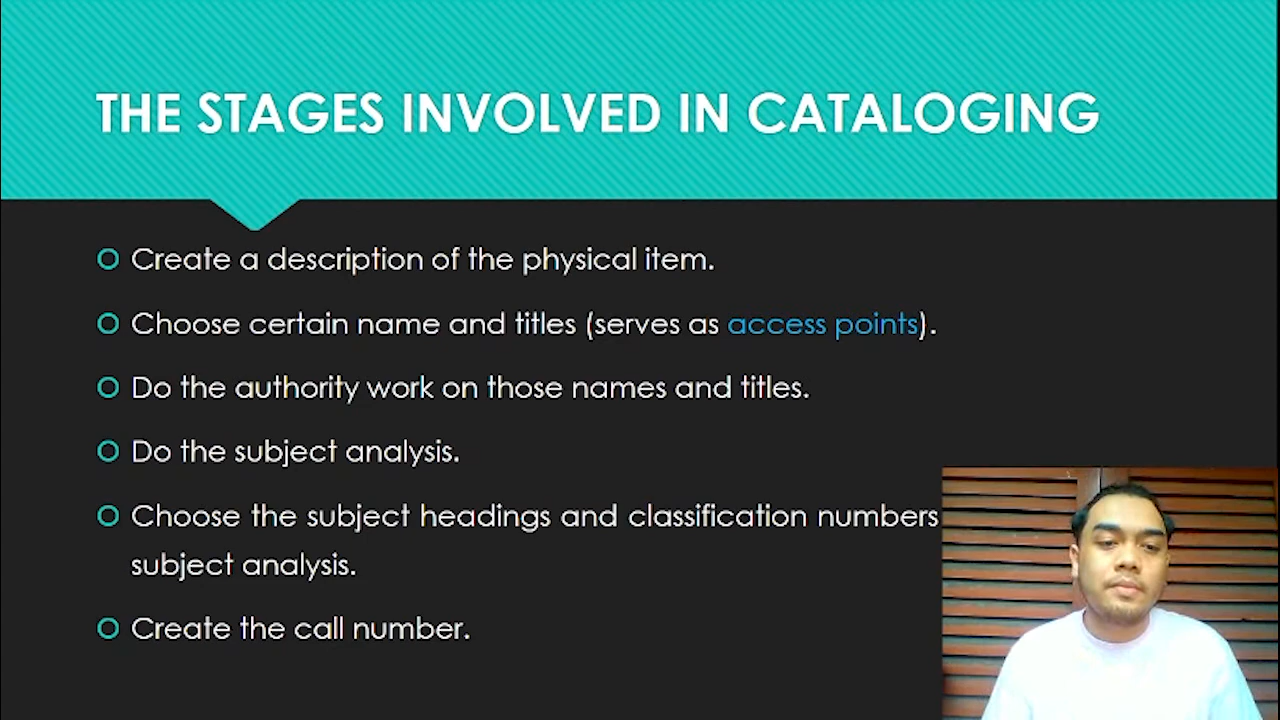 THE STAGES INVOLVED IN CATALOGING
Create a description of the physical item.
Choose certain name and titles (serves as access points).
Do the authority work on those names and titles.
Do the subject analysis.
Choose the subject headings and classification numbers
subject analysis.
Create the call number.